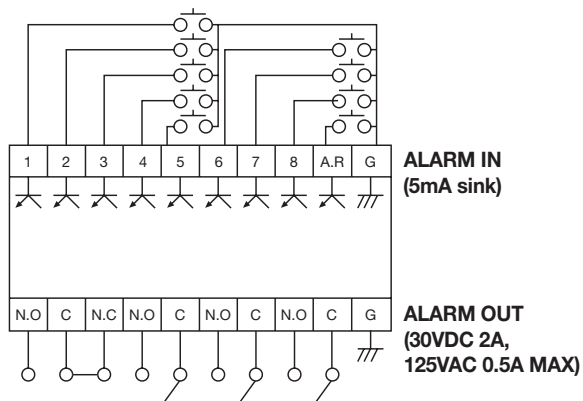 1 2 3 4 5 6 7 8 A.R G
ALARM IN
(5mA sink)
N.O C N.C N.O C N.O C N.O C G
ALARM OUT
(30VDC 2A,
125VAC 0.5A MAX)